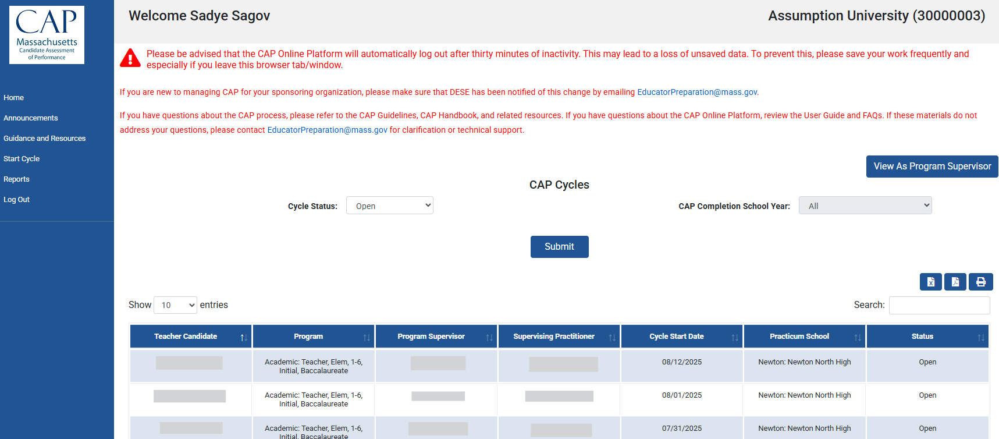 CAP
Massachusetts
Candidate Assessment
of Performance
Home
Announcements
Guidance and Resources
Start Cycle
Reports
Log Out
Welcome Sadye Sagov
Assumption University (30000003)
Please be advised that the CAP Online Platform will automatically log out after thirty minutes of inactivity. This may lead to a loss of unsaved data. To prevent this, please save your work frequently and
especially if you leave this browser tab/window.
If you are new to managing CAP for your sponsoring organization, please make sure that DESE has been notified of this change by emailing EducatorPreparation@mass.gov.
If you have questions about the CAP process, please refer to the CAP Guidelines, CAP Handbook, and related resources. If you have questions about the CAP Online Platform, review the User Guide and FAQs. If these materials do not
address your questions, please contact EducatorPreparation@mass.gov for clarification or technical support.
View As Program Supervisor
CAP Cycles
Cycle Status: Open
CAP Completion School Year: All
Submit
Show 10 entries
Search:
Teacher Candidate Program Program Supervisor Supervising Practitioner Cycle Start Date Practicum School Status
Academic: Teacher, Elem, 1-6, 08/12/2025 Newton: Newton North High Open
Initial, Baccalaureate
Academic: Teacher, Elem, 1-6, 08/01/2025 Newton: Newton North High Open
Initial, Baccalaureate
Academic: Teacher, Elem, 1-6, 07/31/2025 Newton: Newton North High Open
Initial, Baccalaureate